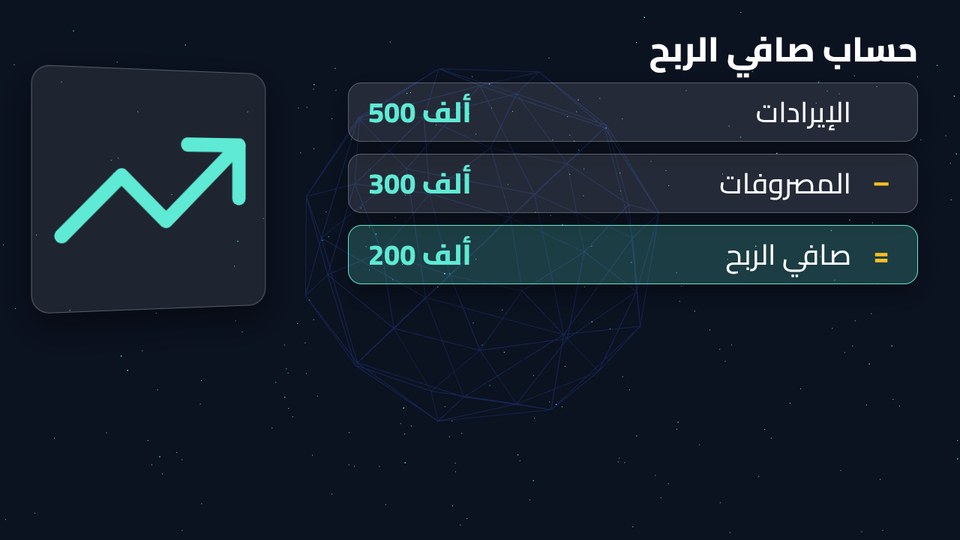 حساب صافي الربح
الإيرادات ألف 500
− المصروفات ألف 300
= صافي الربح ألف 200